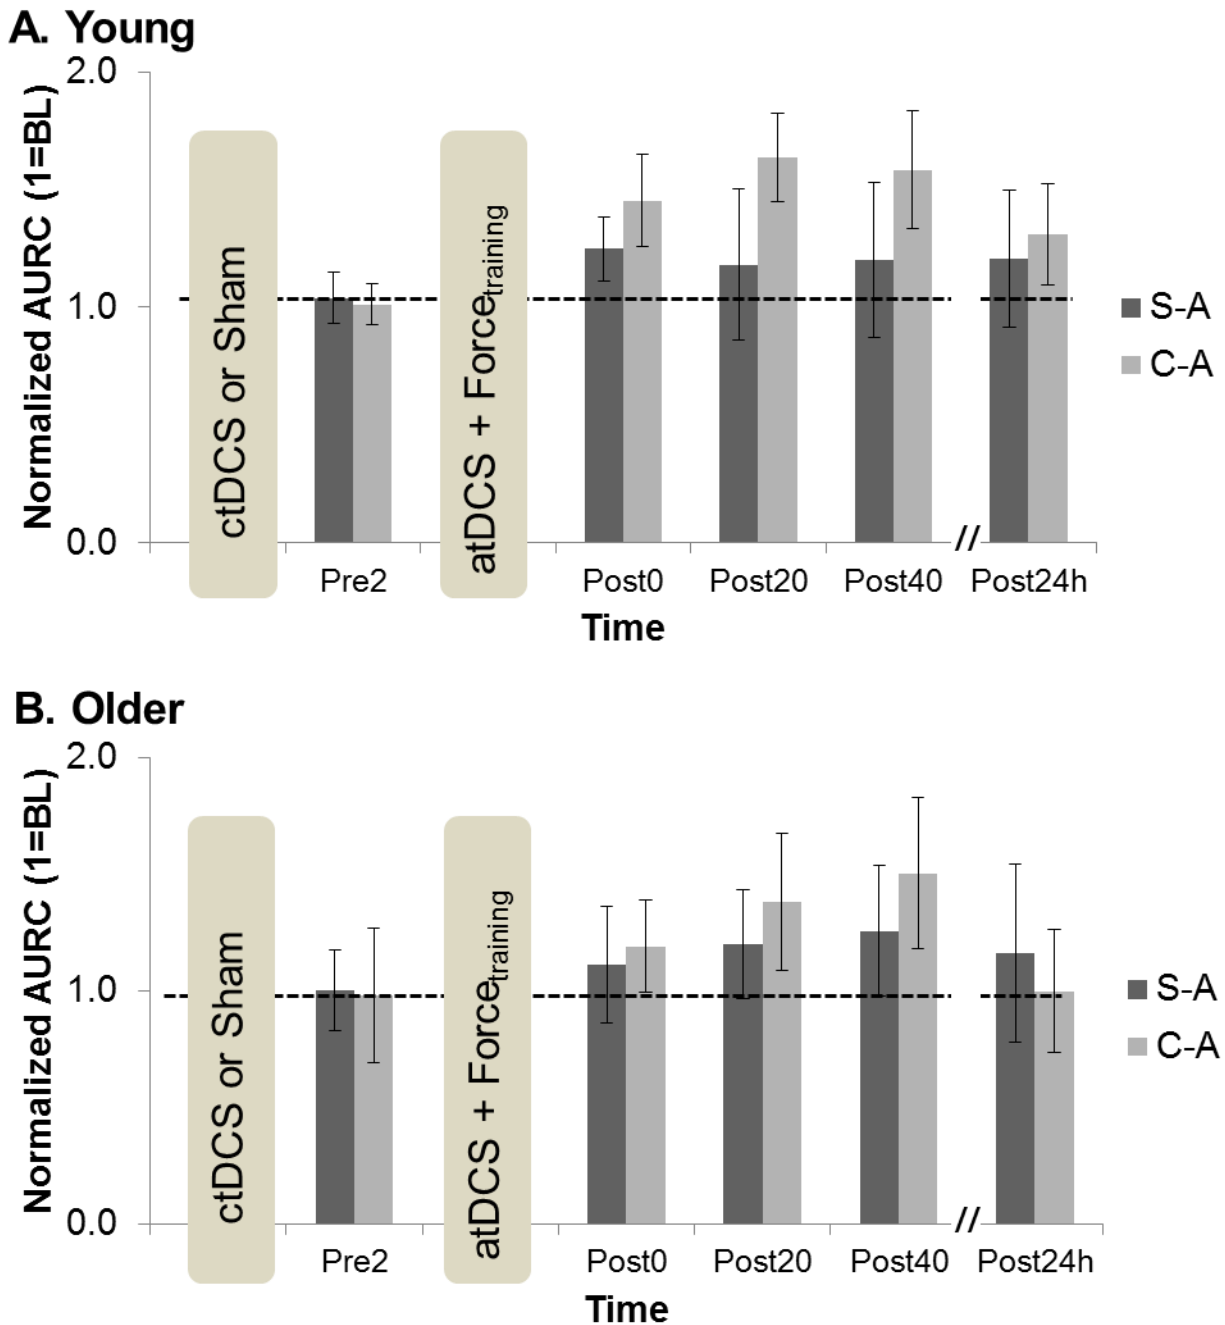 A. Young
2.0
1.0
0.0
Normalized AURC (1=BL)
ctDCS or Sham
atDCS + Forcetraining
Pre2
Post0
Post20
Post40
//
Post24h
Time
S-A
C-A
B. Older
2.0
1.0
0.0
Normalized AURC (1=BL)
ctDCS or Sham
atDCS + Forcetraining
Pre2
Post0
Post20
Post40
//
Post24h
Time
S-A
C-A